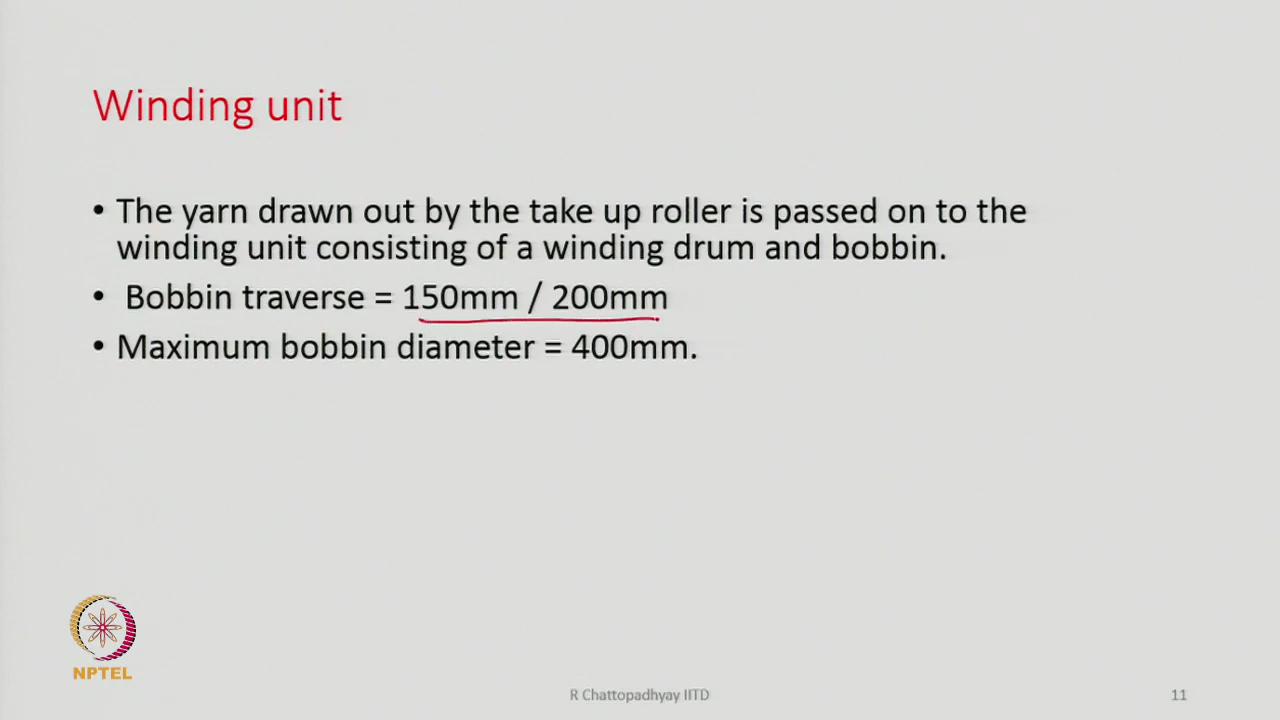 Winding unit
• The yarn drawn out by the take up roller is passed on to the
winding unit consisting of a winding drum and bobbin.
• Bobbin traverse = 150mm / 200mm
• Maximum bobbin diameter = 400mm.
NPTEL
R Chattopadhyay IITD
11